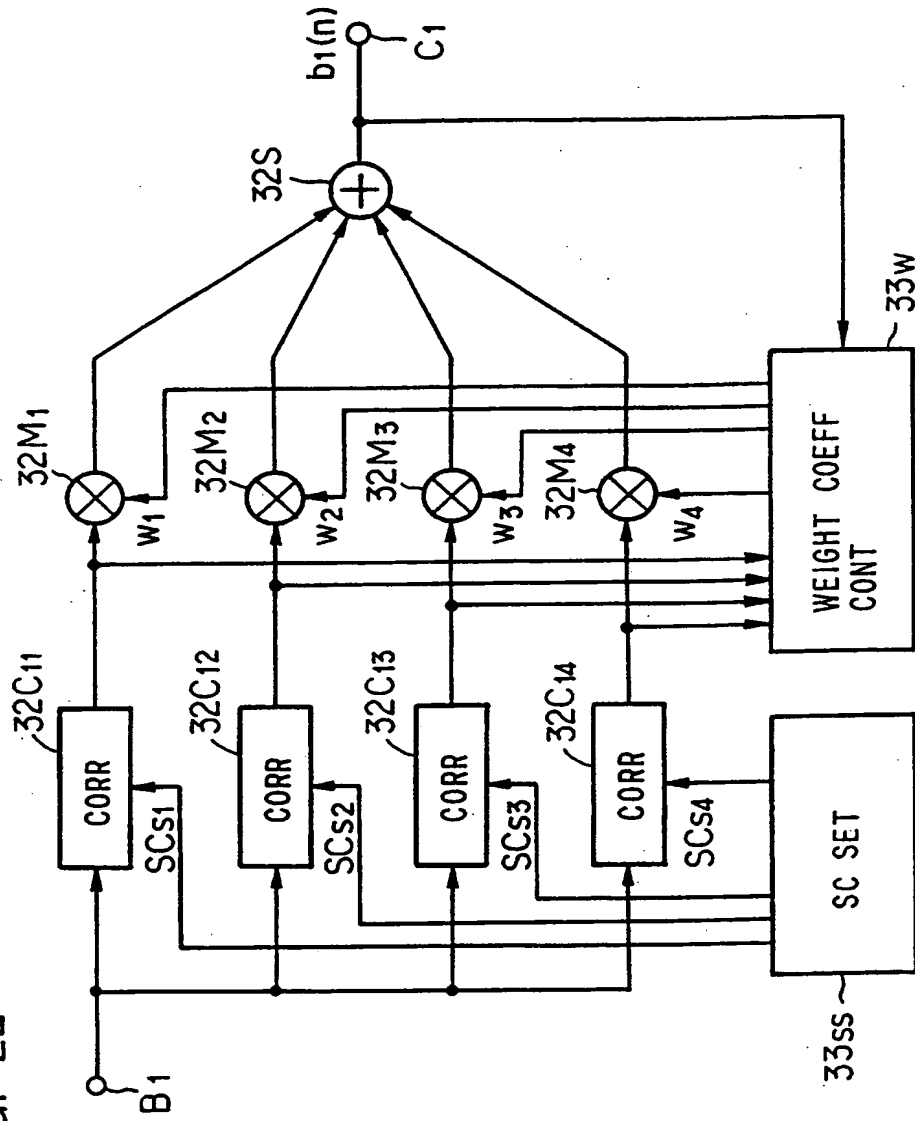 b1(n)
C1
32S
32M1
32M2
32M3
32M4
W1
W2
W3
W4
33w
WEIGHT COEFF
CONT
32C11
32C12
32C13
32C14
CORR
CORR
CORR
CORR
SCs1
SCs2
SCs3
SCs4
SC SET
33ss
B1